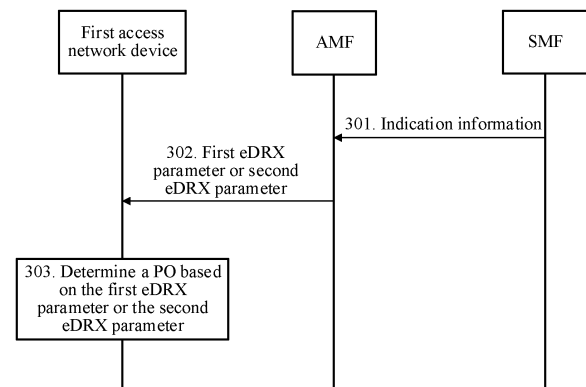 First access
network device
AMF
SMF
301. Indication information
302. First eDRX
parameter or second
eDRX parameter
303. Determine a PO based
on the first eDRX
parameter or the second
eDRX parameter